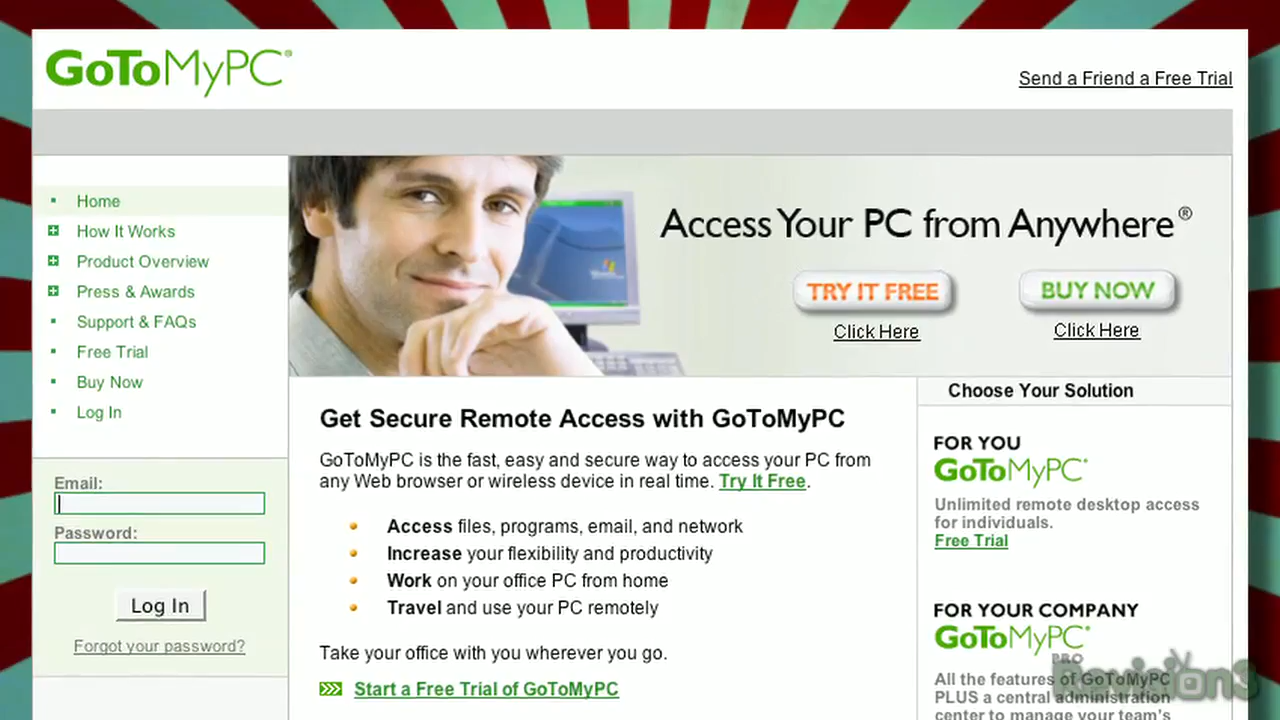 GoToMyPC®
Send a Friend a Free Trial
Home
How It Works
Product Overview
Press & Awards
Support & FAQs
Free Trial
Buy Now
Log In
Email:
Password:
Log In
Forgot your password?
Access Your PC from Anywhere®
TRY IT FREE
BUY NOW
Click Here
Click Here
Get Secure Remote Access with GoToMyPC
GoToMyPC is the fast, easy and secure way to access your PC from
any Web browser or wireless device in real time. Try It Free.
Access files, programs, email, and network
Increase your flexibility and productivity
Work on your office PC from home
Travel and use your PC remotely
Take your office with you wherever you go.
Start a Free Trial of GoToMyPC
Choose Your Solution
FOR YOU
GoToMyPC®
Unlimited remote desktop access
for individuals.
Free Trial
FOR YOUR COMPANY
GoToMyPC®
PRO
All the features of GoToMyPC
PLUS a central administration
center to manage your team's
Revision3